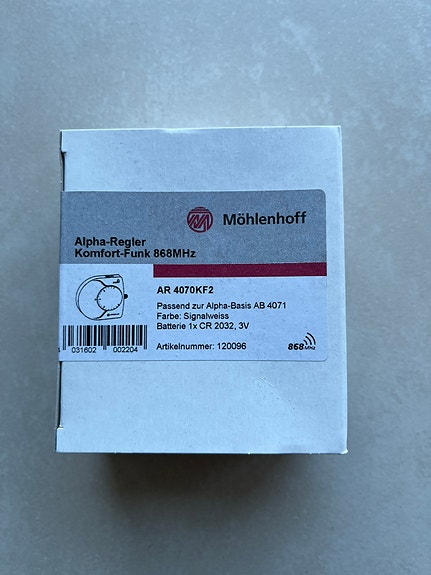 Möhlenhoff
Alpha-Regler
Komfort-Funk 868MHz
AR 4070KF2
Passend zur Alpha-Basis AB 4071
Farbe: Signalweiss
Batterie 1x CR 2032, 3V
031602 002204
Artikelnummer: 120096
868MHz